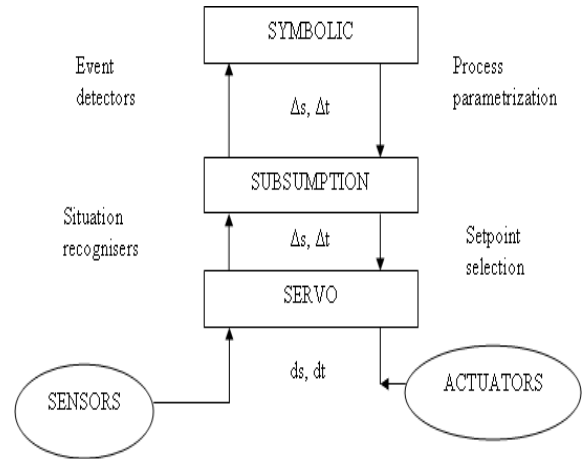 SYMBOLIC
Event
detectors
Process
parametrization
Δs, Δt
SUBSUMPTION
Situation
recognisers
Δs, Δt
Setpoint
selection
SERVO
ds, dt
SENSORS
ACTUATORS